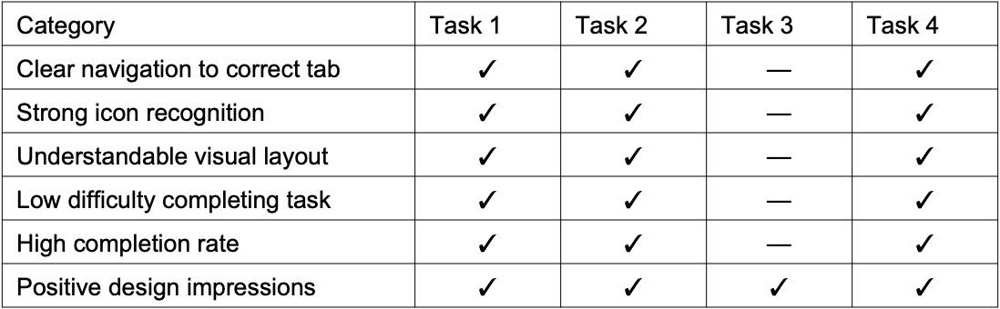 Category Task 1 Task 2 Task 3 Task 4
Clear navigation to correct tab ✓ ✓ — ✓
Strong icon recognition ✓ ✓ — ✓
Understandable visual layout ✓ ✓ — ✓
Low difficulty completing task ✓ ✓ — ✓
High completion rate ✓ ✓ — ✓
Positive design impressions ✓ ✓ ✓ ✓